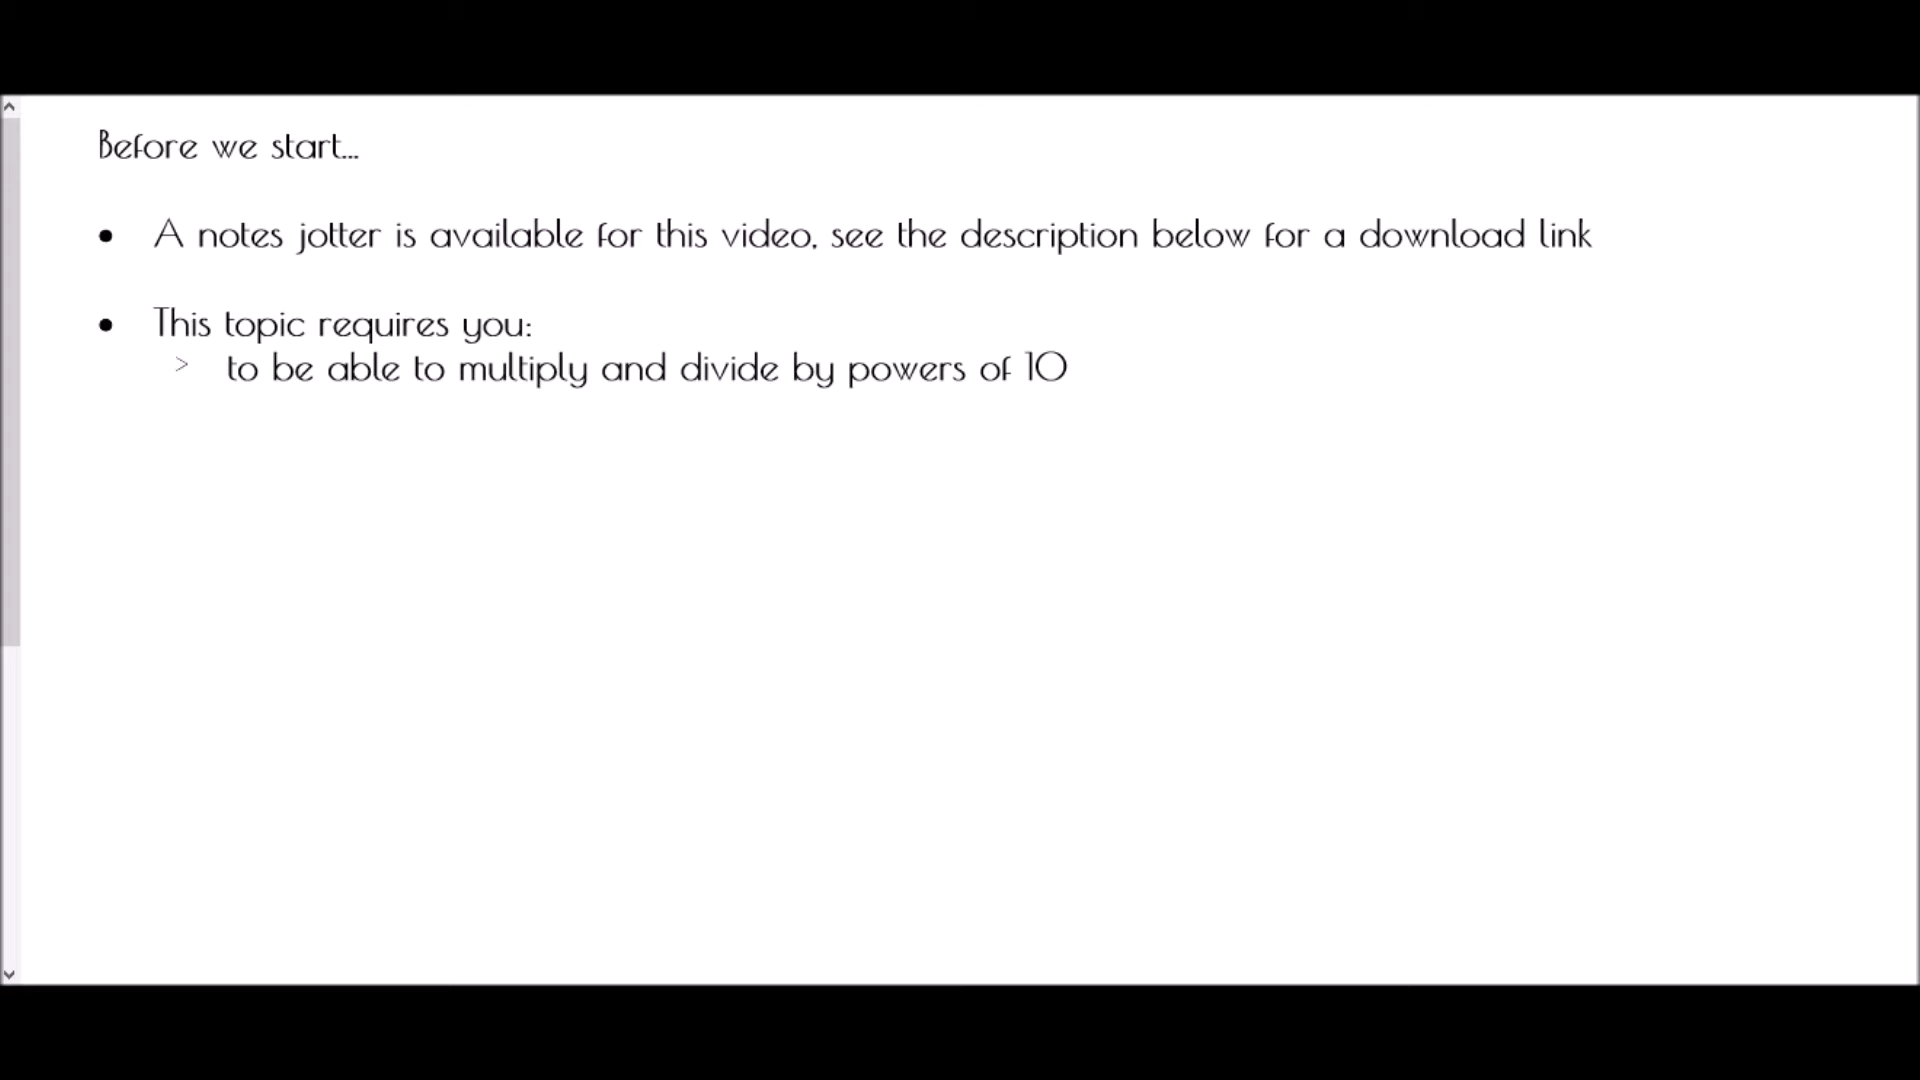 Before we start...
• A notes jotter is available for this video, see the description below for a download link
• This topic requires you:
> to be able to multiply and divide by powers of 10